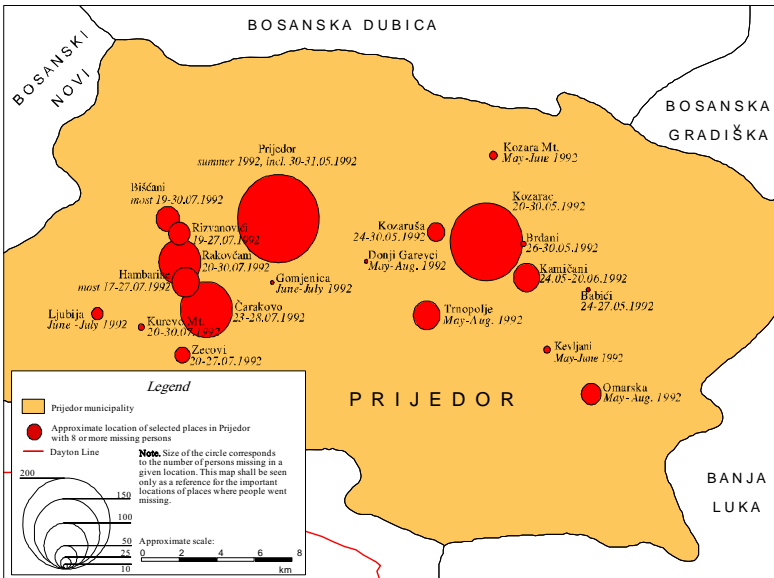 BOSANSKA DUBICA
BOSANSKI
NOVI
BOSANSKA
GRADIŠKA
Prijedor
summer 1992, incl. 30-31.05.1992
Kozara Mt.
May-June 1992
Bišćani
most 19-30.07.1992
Rizvanovići
19-27.07.1992
Rakovčani
20-30.07.1992
Hambarine
most 17-27.07.1992
Kozaruša
24-30.05.1992
Kozarac
20-30.05.1992
Brđani
26-30.05.1992
Donji Garevci
May-Aug. 1992
Kamičani
24.05-20.06.1992
Gomjenica
June-July 1992
Babići
24-27.05.1992
Čarakovo
23-28.07.1992
Ljubija
June -July 1992
Kurevo Mt.
20-30.07.1992
Trnopolje
May-Aug. 1992
Zecovi
20-27.07.1992
Kevljani
May-June 1992
Omarska
May-Aug. 1992
PRIJEDOR
BANJA
LUKA
Legend
Prijedor municipality
Approximate location of selected places in Prijedor
with 8 or more missing persons
Dayton Line
Note. Size of the circle corresponds
to the number of persons missing in a
given location. This map shall be seen
only as a reference for the important
locations of places where people went
missing.
200
150
100
50
25
10
Approximate scale:
0 2 4 6 8
km